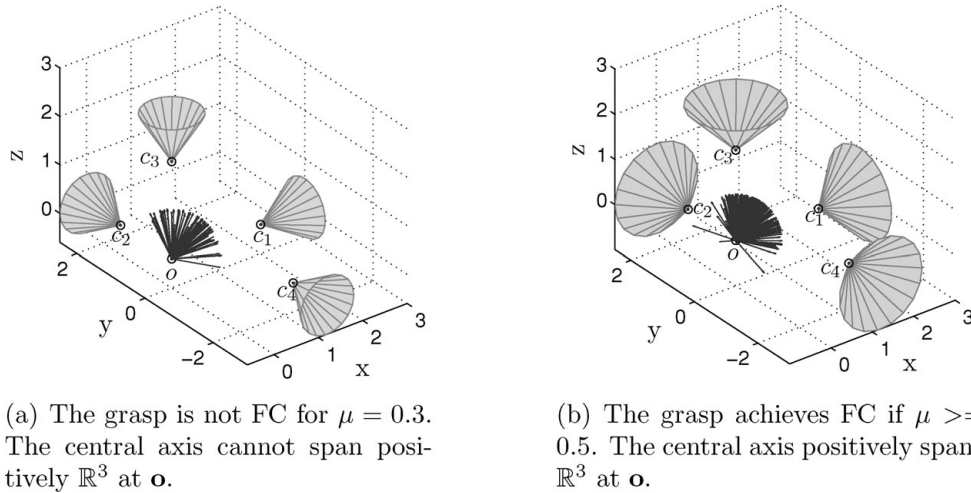 3
2
1
0
z
c3
c2
c1
o
c4
2
0
−2
y
0
1
2
3
x
3
2
1
0
z
c3
c2
c1
o
c4
2
0
−2
y
0
1
2
3
x
(a) The grasp is not FC for μ = 0.3.
The central axis cannot span posi-
tively ℝ³ at o.
(b) The grasp achieves FC if μ >=
0.5. The central axis positively span
ℝ³ at o.